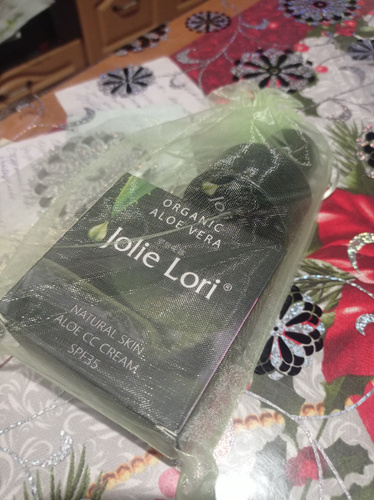 ORGANIC
ALOE VERA
Jolie Lori®
NATURAL SKIN
ALOE CC CREAM
SPF35